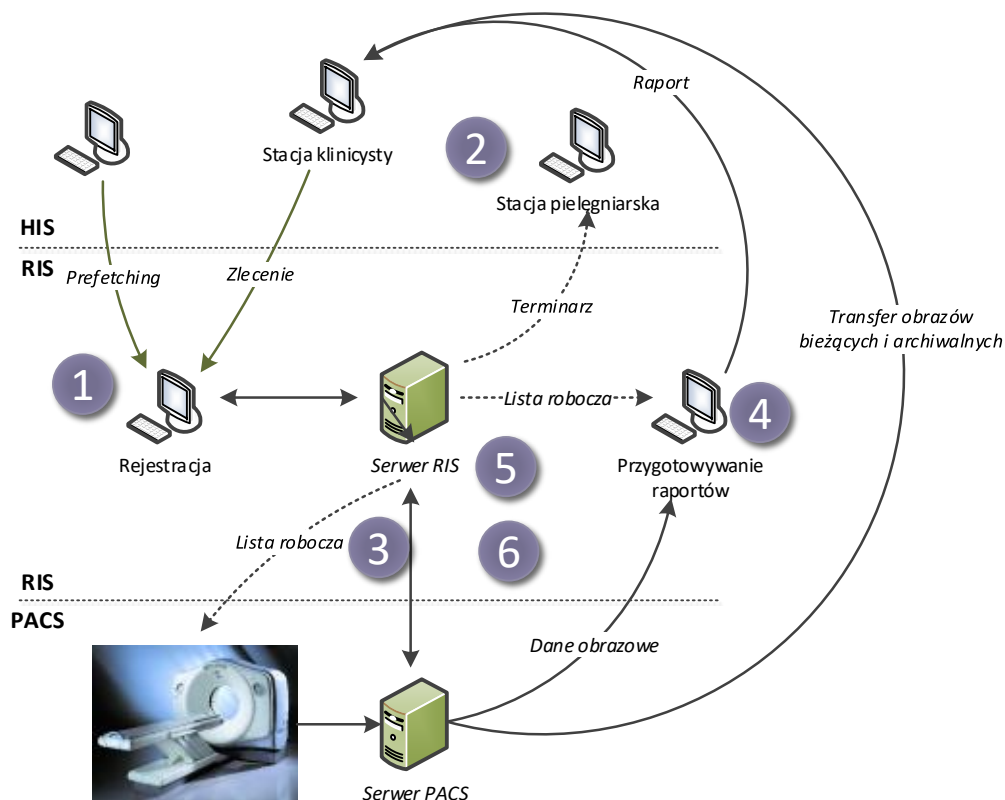 Raport
Stacja klinicysty
2
Stacja pielęgniarska
HIS
RIS
Prefetching
Zlecenie
Terminarz
Transfer obrazów
bieżących i archiwalnych
1
Lista robocza
4
Rejestracja
Serwer RIS
5
Przygotowywanie
raportów
Lista robocza
3
6
RIS
PACS
Dane obrazowe
Serwer PACS